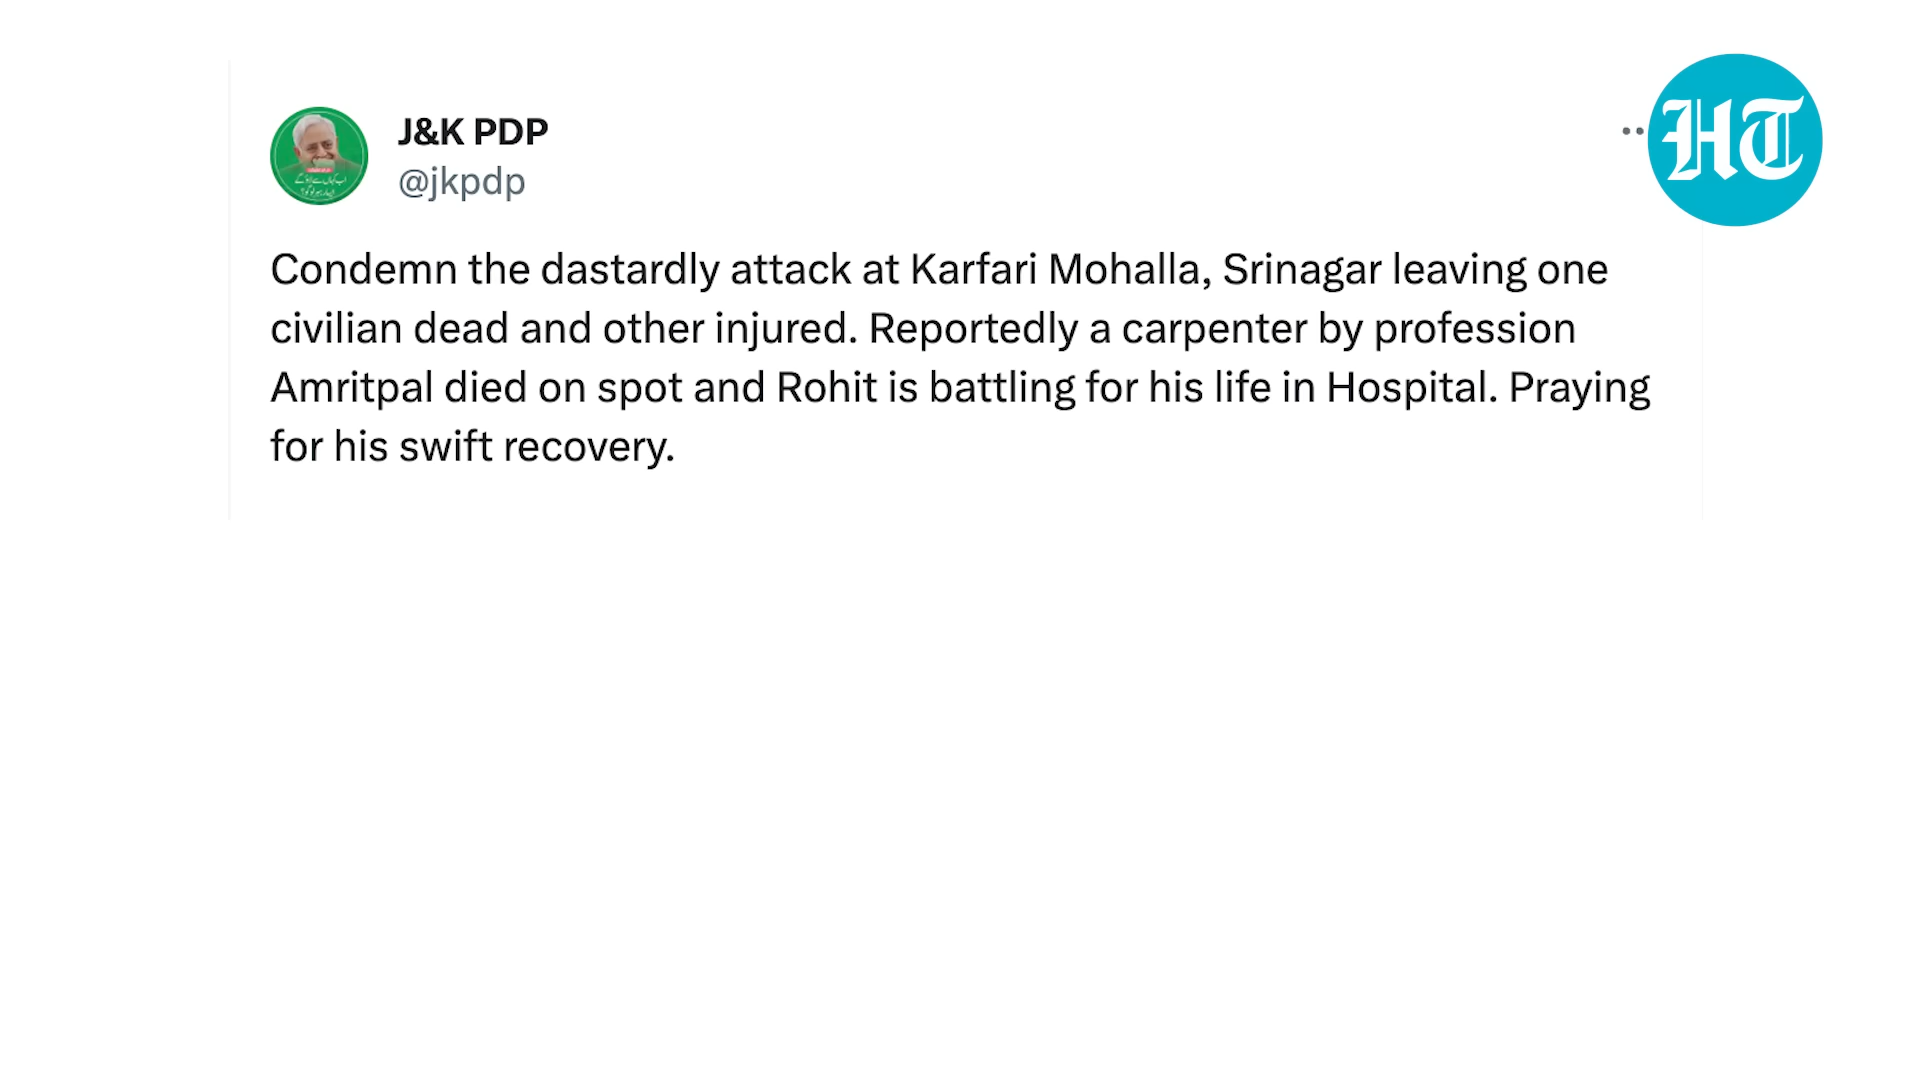 J&K PDP
@jkpdp
HT
Condemn the dastardly attack at Karfari Mohalla, Srinagar leaving one
civilian dead and other injured. Reportedly a carpenter by profession
Amritpal died on spot and Rohit is battling for his life in Hospital. Praying
for his swift recovery.